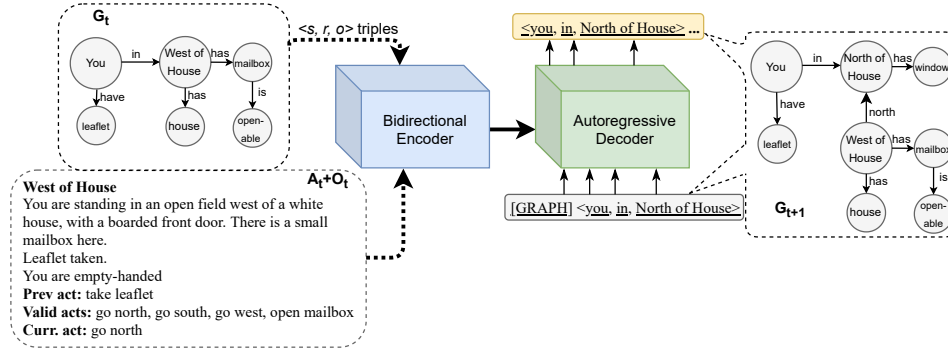 G_t
<s, r, o> triples
You
in
West of
House
has
mailbox
have
has
is
leaflet
house
open-
able
A_t+O_t
West of House
You are standing in an open field west of a white
house, with a boarded front door. There is a small
mailbox here.
Leaflet taken.
You are empty-handed
Prev act: take leaflet
Valid acts: go north, go south, go west, open mailbox
Curr. act: go north
Bidirectional
Encoder
<you, in, North of House> ...
Autoregressive
Decoder
[GRAPH] <you, in, North of House>
You
in
North of
House
has
window
have
north
leaflet
West of
House
has
mailbox
has
is
house
open-
able
G_{t+1}